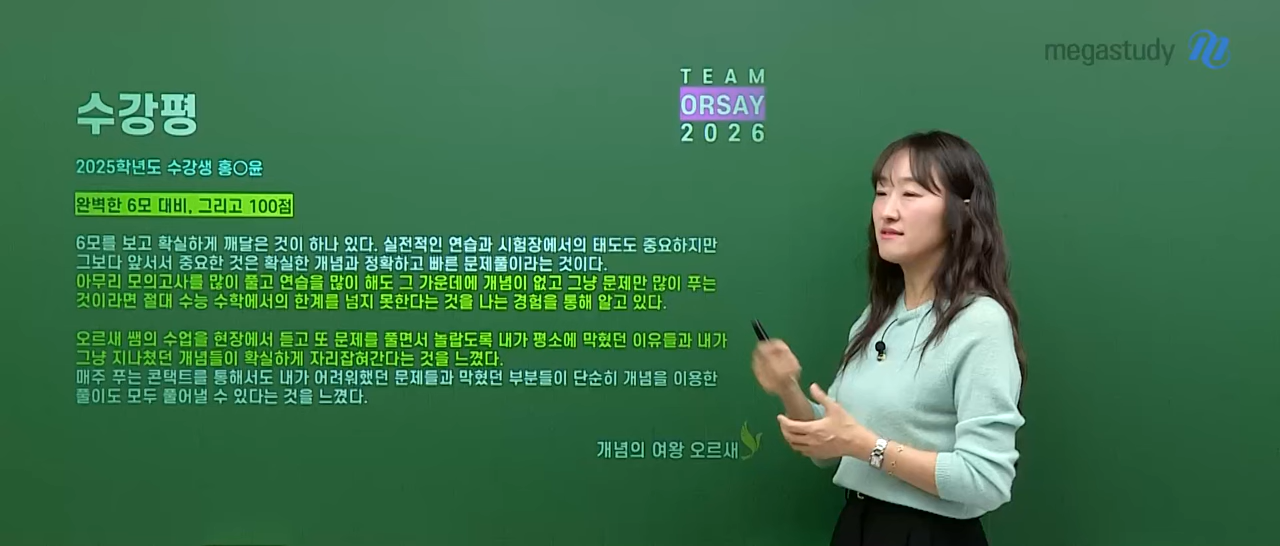 megastudy
TEAM
ORSAY
2026
수강평
2025학년도 수강생 홍○윤
완벽한 6모 대비, 그리고 100점
6모를 보고 확실하게 깨달은 것이 하나 있다. 실전적인 연습과 시험장에서의 태도도 중요하지만
그보다 앞서서 중요한 것은 확실한 개념과 정확하고 빠른 문제풀이라는 것이다.
아무리 모의고사를 많이 풀고 연습을 많이 해도 그 가운데에 개념이 없고 그냥 문제만 많이 푸는
것이라면 절대 수능 수학에서의 한계를 넘지 못한다는 것을 나는 경험을 통해 알고 있다.
오르새 쌤의 수업을 현장에서 듣고 또 문제를 풀면서 놀랍도록 내가 평소에 막혔던 이유들과 내가
그냥 지나쳤던 개념들이 확실하게 자리잡혀간다는 것을 느꼈다.
매주 푸는 콘택트를 통해서도 내가 어려워했던 문제들과 막혔던 부분들이 단순히 개념을 이용한
풀이도 모두 풀어낼 수 있다는 것을 느꼈다.
개념의 여왕 오르새